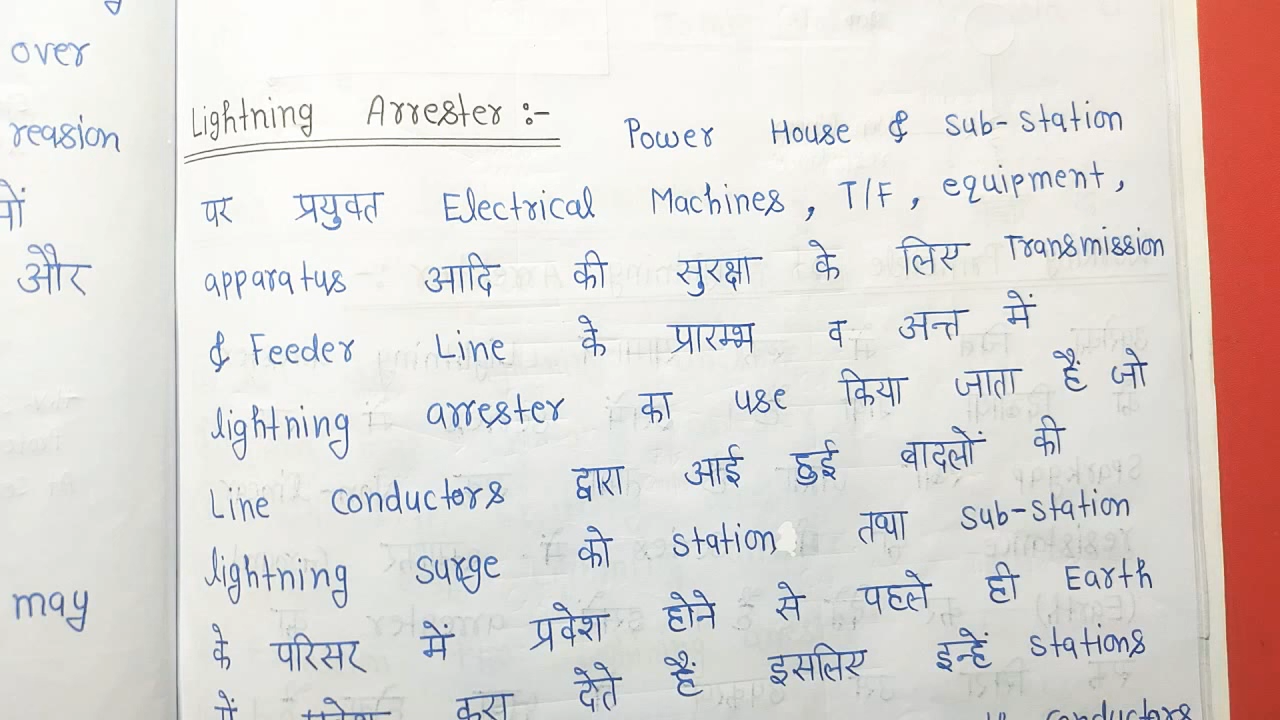 over
reasion
और
may
Lightning Arrester :-
Power House & Sub-Station
पर प्रयुक्त Electrical Machines, T/F, equipment,
apparatus आदि की सुरक्षा के लिए Transmission
& Feeder Line के प्रारम्भ व अन्त में
lightning arrester का use किया जाता हैं जो
Line conductors द्वारा आई हुई बादलों की
lightning surge को station तथा sub-station
के परिसर में प्रवेश होने से पहले ही Earth
में करा देते हैं इसलिए इन्हें stations
conductors